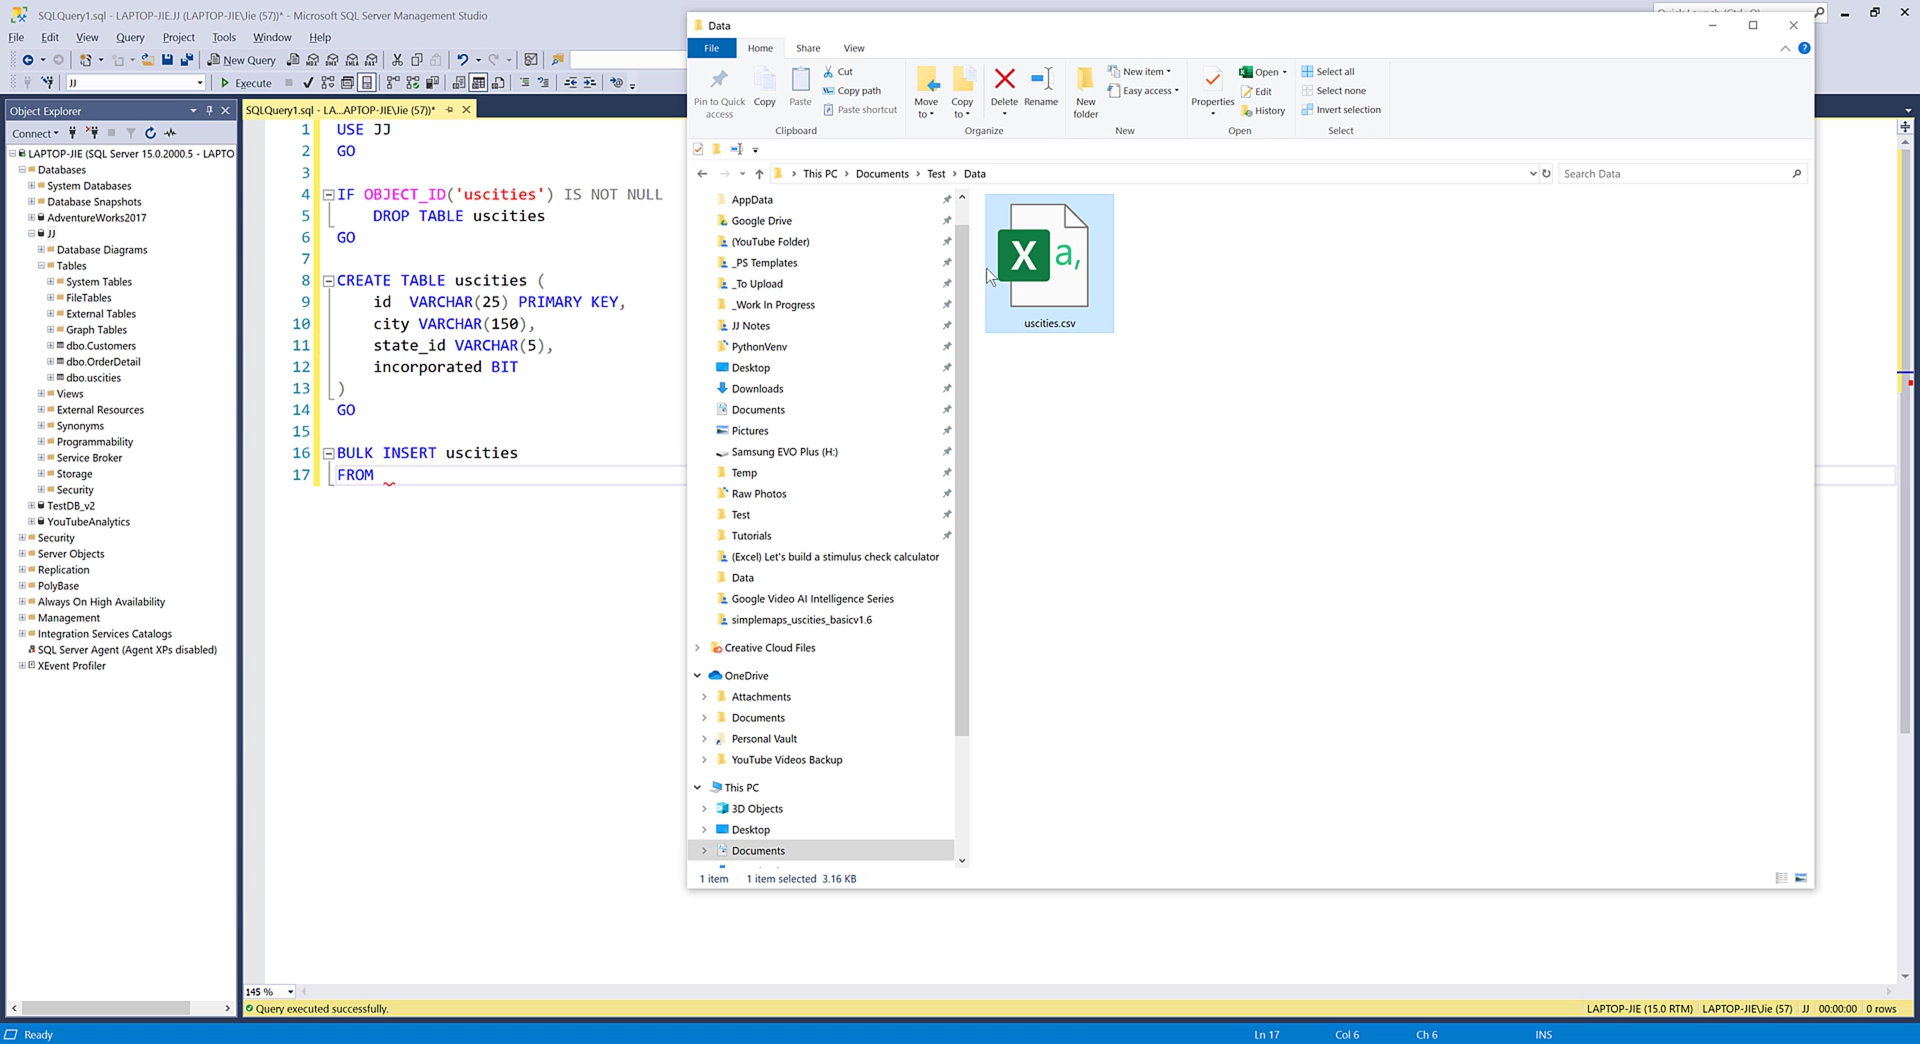 SQLQuery1.sql - LAPTOP-JIE.JJ (LAPTOP-JIE\Jie (57))* - Microsoft SQL Server Management Studio
File Edit View Query Project Tools Window Help
New Query
JJ
Execute
Object Explorer
Connect
LAPTOP-JIE (SQL Server 15.0.2000.5 - LAPTO
Databases
System Databases
Database Snapshots
AdventureWorks2017
JJ
Database Diagrams
Tables
System Tables
FileTables
External Tables
Graph Tables
dbo.Customers
dbo.OrderDetail
dbo.uscities
Views
External Resources
Synonyms
Programmability
Service Broker
Storage
Security
TestDB_v2
YouTubeAnalytics
Security
Server Objects
Replication
PolyBase
Always On High Availability
Management
Integration Services Catalogs
SQL Server Agent (Agent XPs disabled)
XEvent Profiler
SQLQuery1.sql - LA...APTOP-JIE\Jie (57))*
1 USE JJ
2 GO
3
4 IF OBJECT_ID('uscities') IS NOT NULL
5 DROP TABLE uscities
6 GO
7
8 CREATE TABLE uscities (
9 id VARCHAR(25) PRIMARY KEY,
10 city VARCHAR(150),
11 state_id VARCHAR(5),
12 incorporated BIT
13 )
14 GO
15
16 BULK INSERT uscities
17 FROM
145 %
Query executed successfully.
LAPTOP-JIE (15.0 RTM) LAPTOP-JIE\Jie (57) JJ 00:00:00 0 rows
Ready
Ln 17 Col 6 Ch 6 INS
Data
File Home Share View
Pin to Quick access
Copy
Paste
Cut
Copy path
Paste shortcut
Clipboard
Move to
Copy to
Delete
Rename
Organize
New folder
New item
Easy access
New
Properties
Open
Edit
History
Open
Select all
Select none
Invert selection
Select
This PC > Documents > Test > Data
Search Data
AppData
Google Drive
(YouTube Folder)
_PS Templates
_To Upload
_Work In Progress
JJ Notes
PythonVenv
Desktop
Downloads
Documents
Pictures
Samsung EVO Plus (H:)
Temp
Raw Photos
Test
Tutorials
(Excel) Let's build a stimulus check calculator
Data
Google Video AI Intelligence Series
simplemaps_uscities_basicv1.6
Creative Cloud Files
OneDrive
Attachments
Documents
Personal Vault
YouTube Videos Backup
This PC
3D Objects
Desktop
Documents
X a,
uscities.csv
1 item 1 item selected 3.16 KB